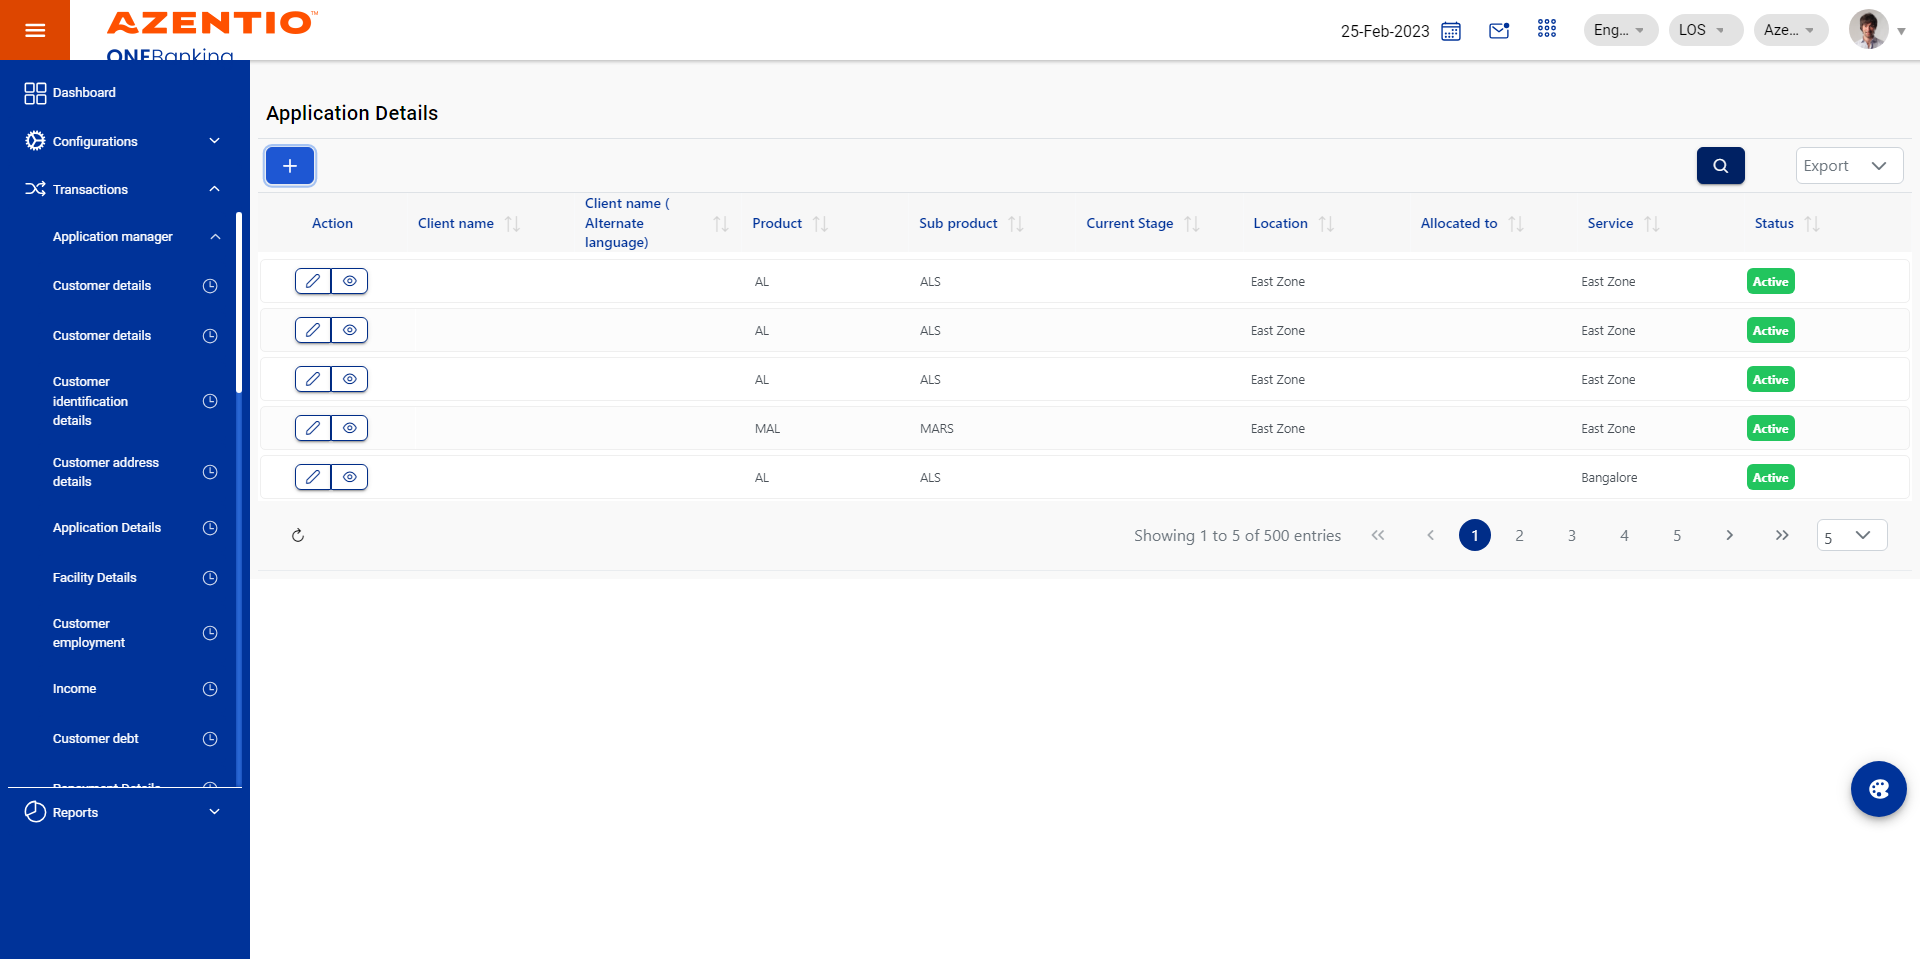 AZENTIO™
ONEBanking
25-Feb-2023
Eng...
LOS
Aze...
Dashboard
Configurations
Transactions
Application manager
Customer details
Customer details
Customer
identification
details
Customer address
details
Application Details
Facility Details
Customer
employment
Income
Customer debt
Repayment Details
Reports
Application Details
Export
Action
Client name
Client name (
Alternate
language)
Product
Sub product
Current Stage
Location
Allocated to
Service
Status
AL ALS East Zone East Zone Active
AL ALS East Zone East Zone Active
AL ALS East Zone East Zone Active
MAL MARS East Zone East Zone Active
AL ALS Bangalore Active
Showing 1 to 5 of 500 entries
1 2 3 4 5
5